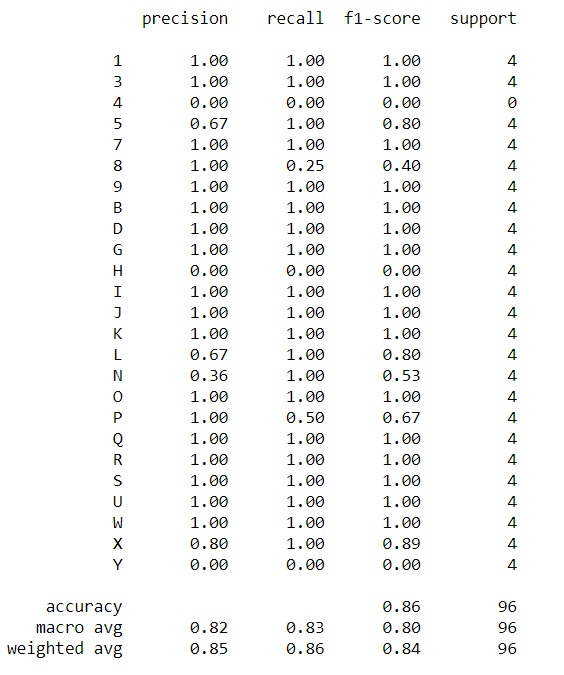 precision recall f1-score support
1 1.00 1.00 1.00 4
3 1.00 1.00 1.00 4
4 0.00 0.00 0.00 0
5 0.67 1.00 0.80 4
7 1.00 1.00 1.00 4
8 1.00 0.25 0.40 4
9 1.00 1.00 1.00 4
B 1.00 1.00 1.00 4
D 1.00 1.00 1.00 4
G 1.00 1.00 1.00 4
H 0.00 0.00 0.00 4
I 1.00 1.00 1.00 4
J 1.00 1.00 1.00 4
K 1.00 1.00 1.00 4
L 0.67 1.00 0.80 4
N 0.36 1.00 0.53 4
O 1.00 1.00 1.00 4
P 1.00 0.50 0.67 4
Q 1.00 1.00 1.00 4
R 1.00 1.00 1.00 4
S 1.00 1.00 1.00 4
U 1.00 1.00 1.00 4
W 1.00 1.00 1.00 4
X 0.80 1.00 0.89 4
Y 0.00 0.00 0.00 4
accuracy 0.86 96
macro avg 0.82 0.83 0.80 96
weighted avg 0.85 0.86 0.84 96